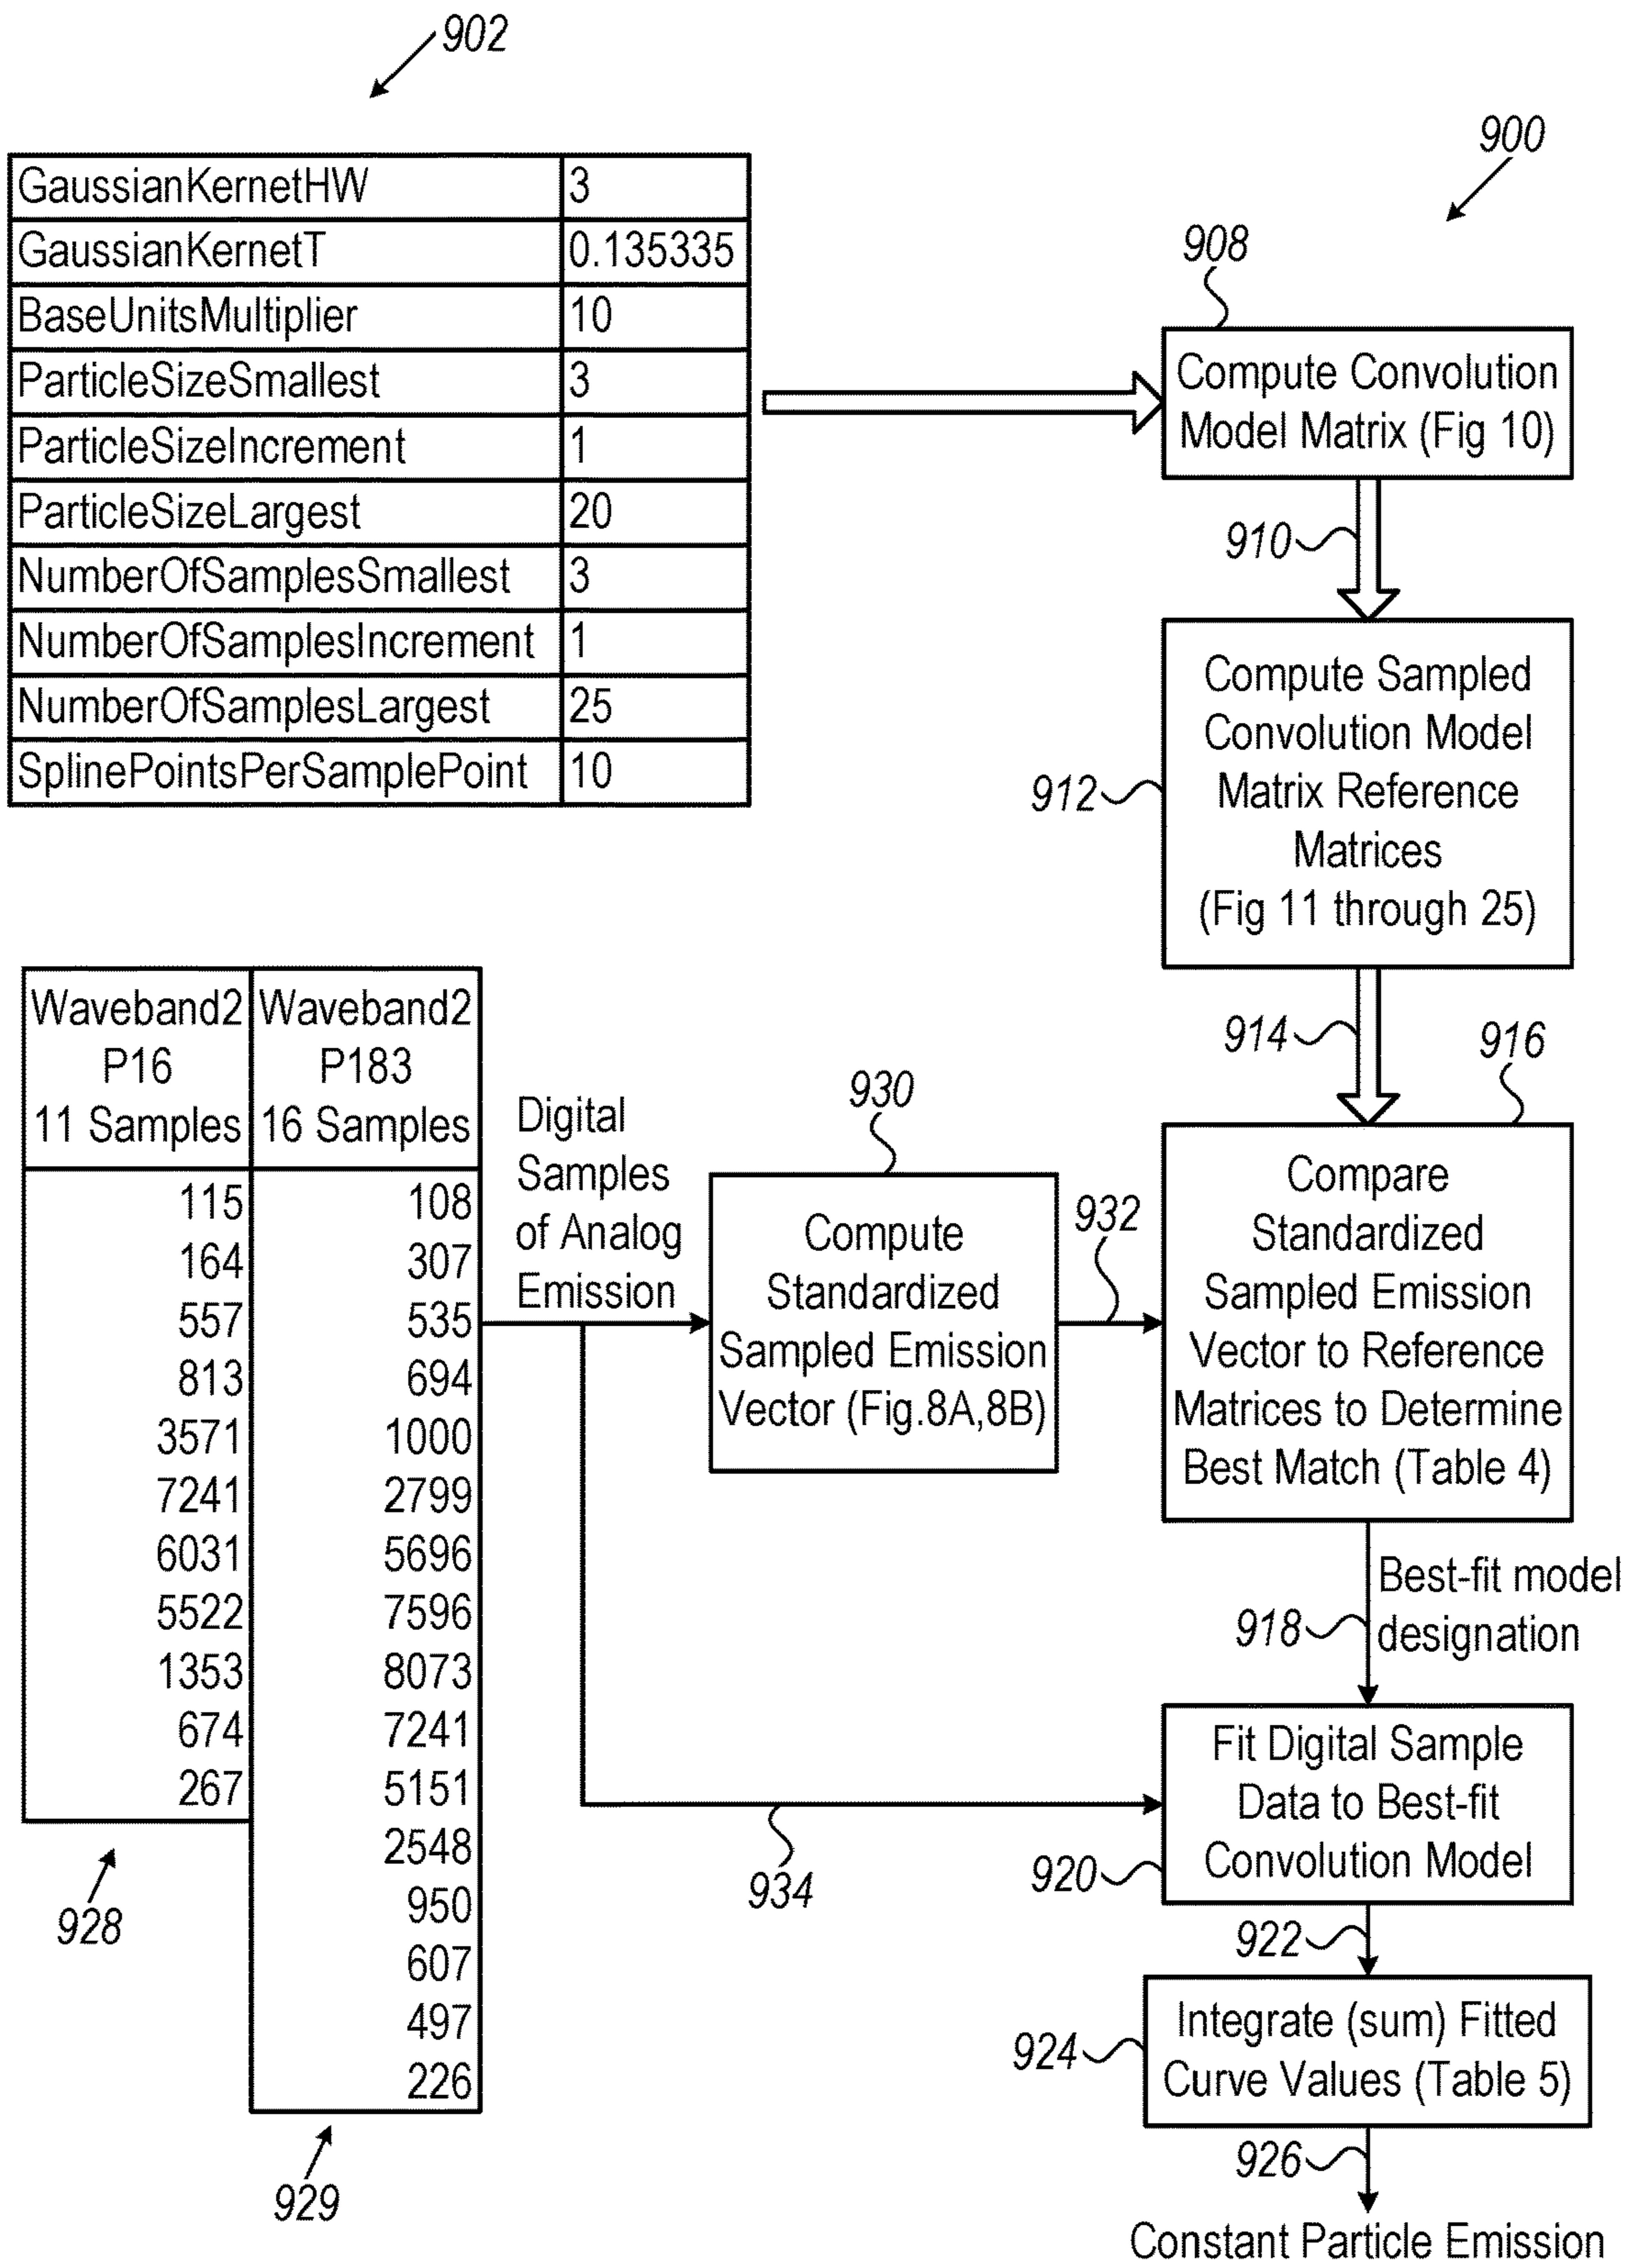 902
900
GaussianKernetHW 3
GaussianKernetT 0.135335
BaseUnitsMultiplier 10
ParticleSizeSmallest 3
ParticleSizeIncrement 1
ParticleSizeLargest 20
NumberOfSamplesSmallest 3
NumberOfSamplesIncrement 1
NumberOfSamplesLargest 25
SplinePointsPerSamplePoint 10
908
Compute Convolution
Model Matrix (Fig 10)
910
912
Compute Sampled
Convolution Model
Matrix Reference
Matrices
(Fig 11 through 25)
914
916
Waveband2 Waveband2
P16 P183
11 Samples 16 Samples
115 108
164 307
557 535
813 694
3571 1000
7241 2799
6031 5696
5522 7596
1353 8073
674 7241
267 5151
2548
950
607
497
226
928
929
Digital
Samples
of Analog
Emission
930
Compute
Standardized
Sampled Emission
Vector (Fig.8A,8B)
932
Compare
Standardized
Sampled Emission
Vector to Reference
Matrices to Determine
Best Match (Table 4)
918
Best-fit model
designation
934
920
Fit Digital Sample
Data to Best-fit
Convolution Model
922
924
Integrate (sum) Fitted
Curve Values (Table 5)
926
Constant Particle Emission